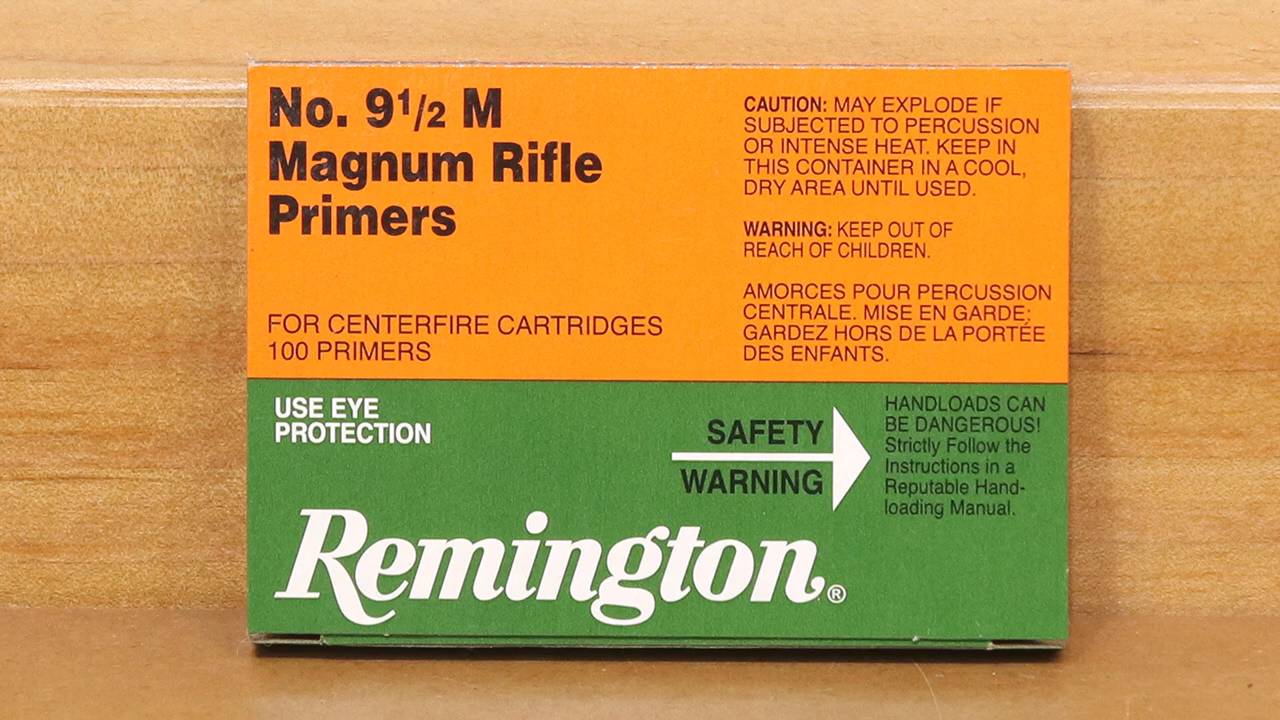 No. 9 1/2 M
Magnum Rifle
Primers
FOR CENTERFIRE CARTRIDGES
100 PRIMERS
CAUTION: MAY EXPLODE IF
SUBJECTED TO PERCUSSION
OR INTENSE HEAT. KEEP IN
THIS CONTAINER IN A COOL,
DRY AREA UNTIL USED.
WARNING: KEEP OUT OF
REACH OF CHILDREN.
AMORCES POUR PERCUSSION
CENTRALE. MISE EN GARDE:
GARDEZ HORS DE LA PORTÉE
DES ENFANTS.
USE EYE
PROTECTION
SAFETY
WARNING
HANDLOADS CAN
BE DANGEROUS!
Strictly Follow the
Instructions in a
Reputable Hand-
loading Manual.
Remington®